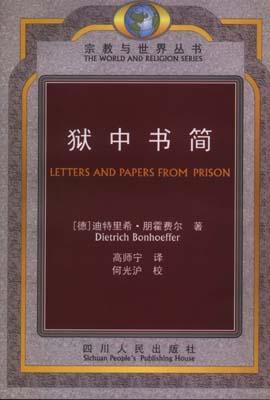 宗教与世界丛书
THE WORLD AND RELIGION SERIES
狱中书简
LETTERS AND PAPERS FROM PRISON
[德]迪特里希·朋霍费尔 著
Dietrich Bonhoeffer
高师宁 译
何光沪 校
四川人民出版社
Sichuan People's Publishing House